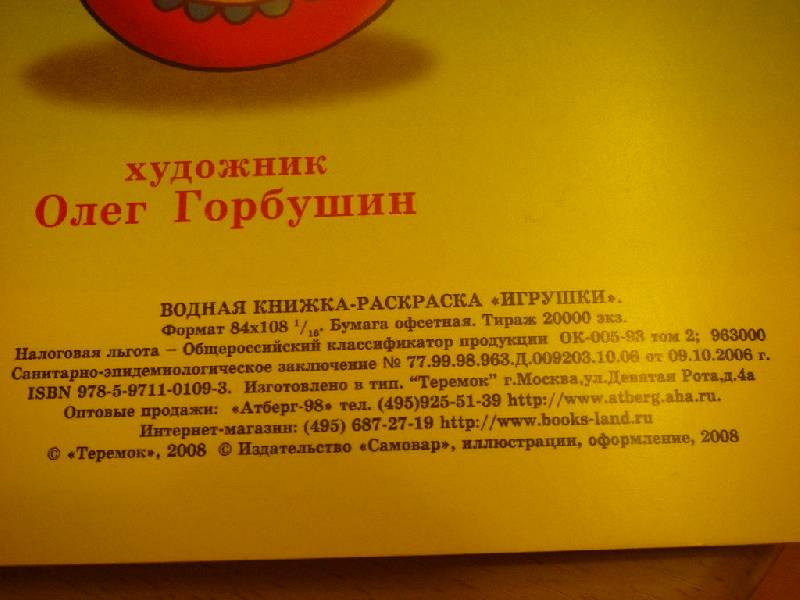 художник
Олег Горбушин
ВОДНАЯ КНИЖКА-РАСКРАСКА «ИГРУШКИ».
Формат 84х108 1/16. Бумага офсетная. Тираж 20000 экз.
Налоговая льгота – Общероссийский классификатор продукции ОК-005-93 том 2; 963000
Санитарно-эпидемиологическое заключение № 77.99.98.963.Д.009203.10.06 от 09.10.2006 г.
ISBN 978-5-9711-0109-3. Изготовлено в тип. “Теремок” г.Москва,ул.Девятая Рота,д.4а
Оптовые продажи: «Атберг-98» тел. (495)925-51-39 http://www.atberg.aha.ru.
Интернет-магазин: (495) 687-27-19 http://www.books-land.ru
© «Теремок», 2008 © Издательство «Самовар», иллюстрации, оформление, 2008